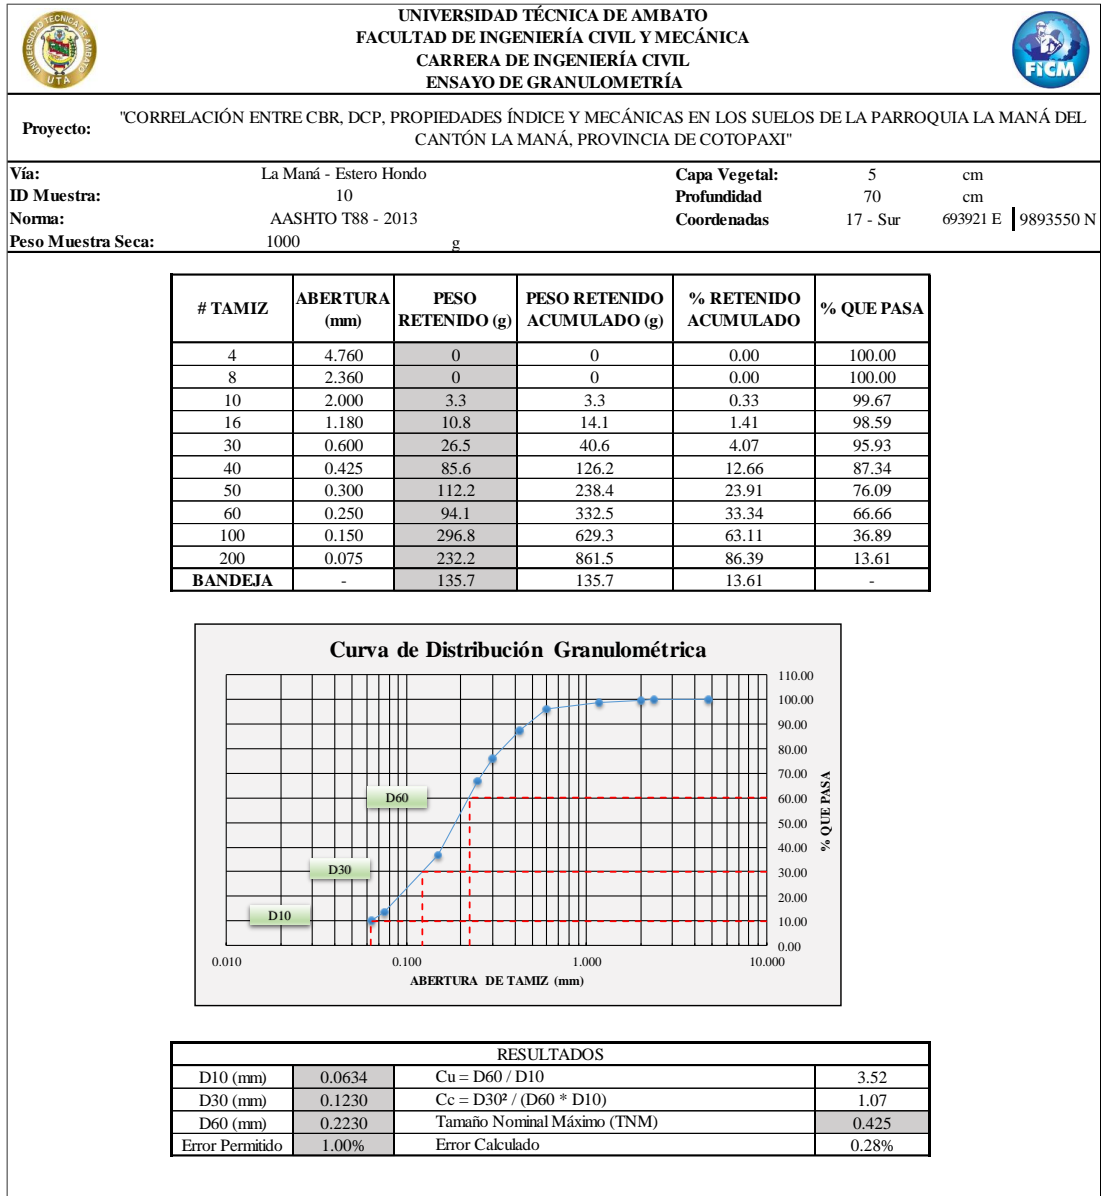 UNIVERSIDAD TÉCNICA DE AMBATO
FACULTAD DE INGENIERÍA CIVIL Y MECÁNICA
CARRERA DE INGENIERÍA CIVIL
ENSAYO DE GRANULOMETRÍA
UNIVERSIDAD TECNICA DE AMBATO
UTA
FICM
Proyecto: "CORRELACIÓN ENTRE CBR, DCP, PROPIEDADES ÍNDICE Y MECÁNICAS EN LOS SUELOS DE LA PARROQUIA LA MANÁ DEL
CANTÓN LA MANÁ, PROVINCIA DE COTOPAXI"
Vía: La Maná - Estero Hondo Capa Vegetal: 5 cm
ID Muestra: 10 Profundidad 70 cm
Norma: AASHTO T88 - 2013 Coordenadas 17 - Sur 693921 E 9893550 N
Peso Muestra Seca: 1000 g
# TAMIZ ABERTURA (mm) PESO RETENIDO (g) PESO RETENIDO ACUMULADO (g) % RETENIDO ACUMULADO % QUE PASA
4 4.760 0 0 0.00 100.00
8 2.360 0 0 0.00 100.00
10 2.000 3.3 3.3 0.33 99.67
16 1.180 10.8 14.1 1.41 98.59
30 0.600 26.5 40.6 4.07 95.93
40 0.425 85.6 126.2 12.66 87.34
50 0.300 112.2 238.4 23.91 76.09
60 0.250 94.1 332.5 33.34 66.66
100 0.150 296.8 629.3 63.11 36.89
200 0.075 232.2 861.5 86.39 13.61
BANDEJA - 135.7 135.7 13.61 -
Curva de Distribución Granulométrica
110.00
100.00
90.00
80.00
70.00
D60 60.00
50.00
40.00
D30 30.00
20.00
D10 10.00
0.00
% QUE PASA
0.010 0.100 1.000 10.000
ABERTURA DE TAMIZ (mm)
RESULTADOS
D10 (mm) 0.0634 Cu = D60 / D10 3.52
D30 (mm) 0.1230 Cc = D30² / (D60 * D10) 1.07
D60 (mm) 0.2230 Tamaño Nominal Máximo (TNM) 0.425
Error Permitido 1.00% Error Calculado 0.28%